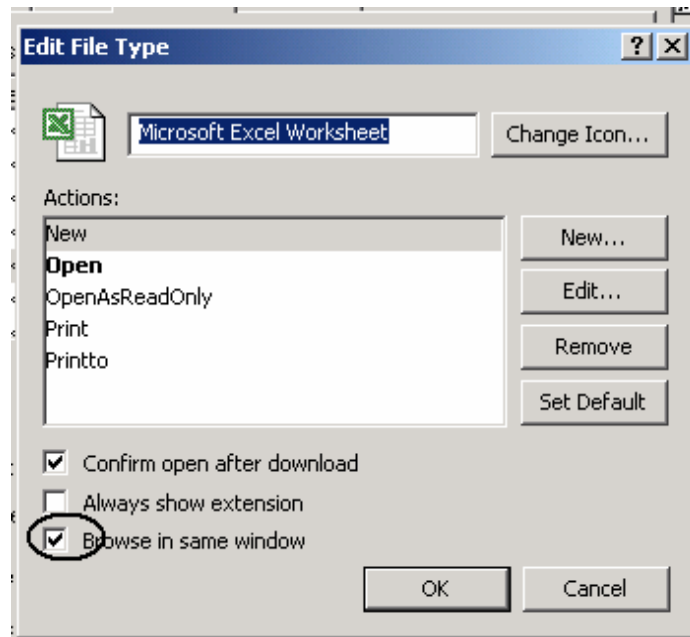 Edit File Type
Microsoft Excel Worksheet
Change Icon...
Actions:
New
Open
OpenAsReadOnly
Print
Printto
New...
Edit...
Remove
Set Default
Confirm open after download
Always show extension
Browse in same window
OK
Cancel